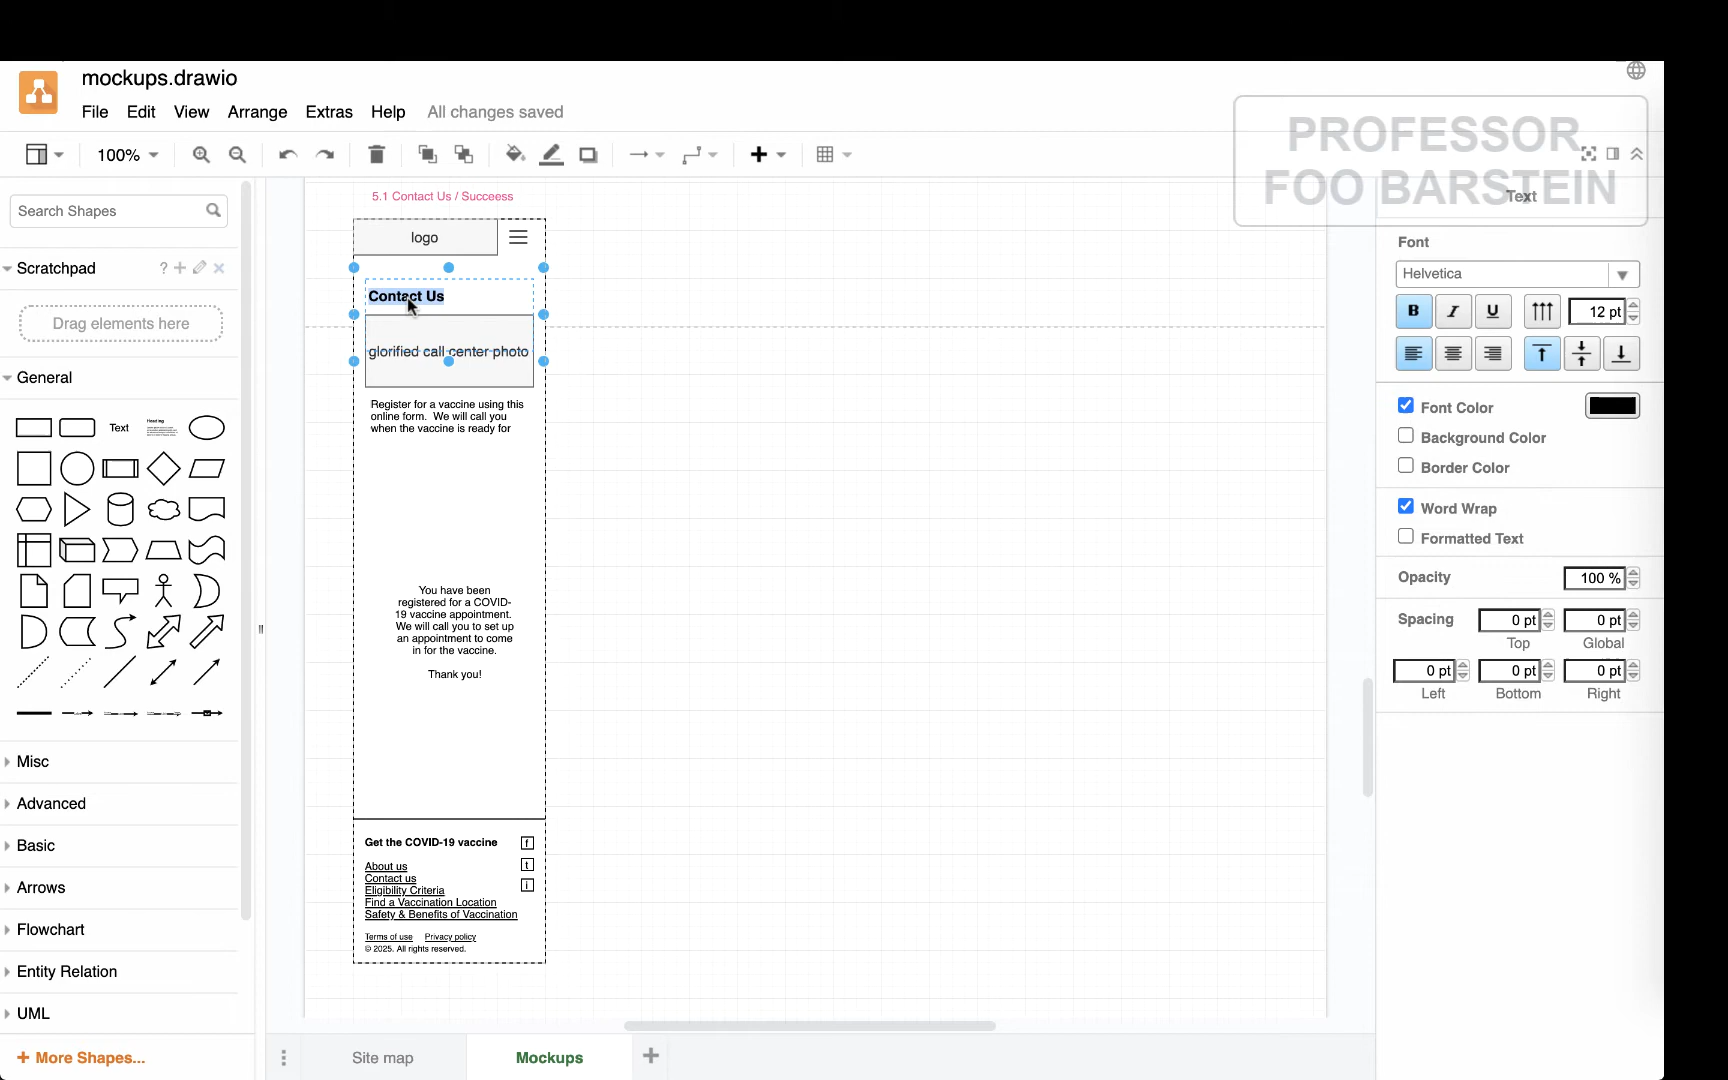 mockups.drawio
File Edit View Arrange Extras Help All changes saved
PROFESSOR
FOO BARSTEIN
100%
Search Shapes
Scratchpad ?
Drag elements here
General
Text
Heading
Misc
Advanced
Basic
Arrows
Flowchart
Entity Relation
UML
+ More Shapes...
5.1 Contact Us / Succeess
logo
Contact Us
glorified call center photo
Register for a vaccine using this
online form. We will call you
when the vaccine is ready for
You have been
registered for a COVID-
19 vaccine appointment.
We will call you to set up
an appointment to come
in for the vaccine.
Thank you!
Get the COVID-19 vaccine f
About us t
Contact us
Eligibility Criteria i
Find a Vaccination Location
Safety & Benefits of Vaccination
Terms of use Privacy policy
© 2025. All rights reserved.
Site map Mockups
Text
Font
Helvetica
B I U 12 pt
Font Color
Background Color
Border Color
Word Wrap
Formatted Text
Opacity 100 %
Spacing 0 pt 0 pt
Top Global
0 pt 0 pt 0 pt
Left Bottom Right